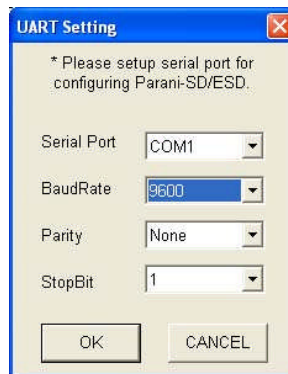 UART Setting
* Please setup serial port for
configuring Parani-SD/ESD.
Serial Port COM1
BaudRate 9600
Parity None
StopBit 1
OK CANCEL